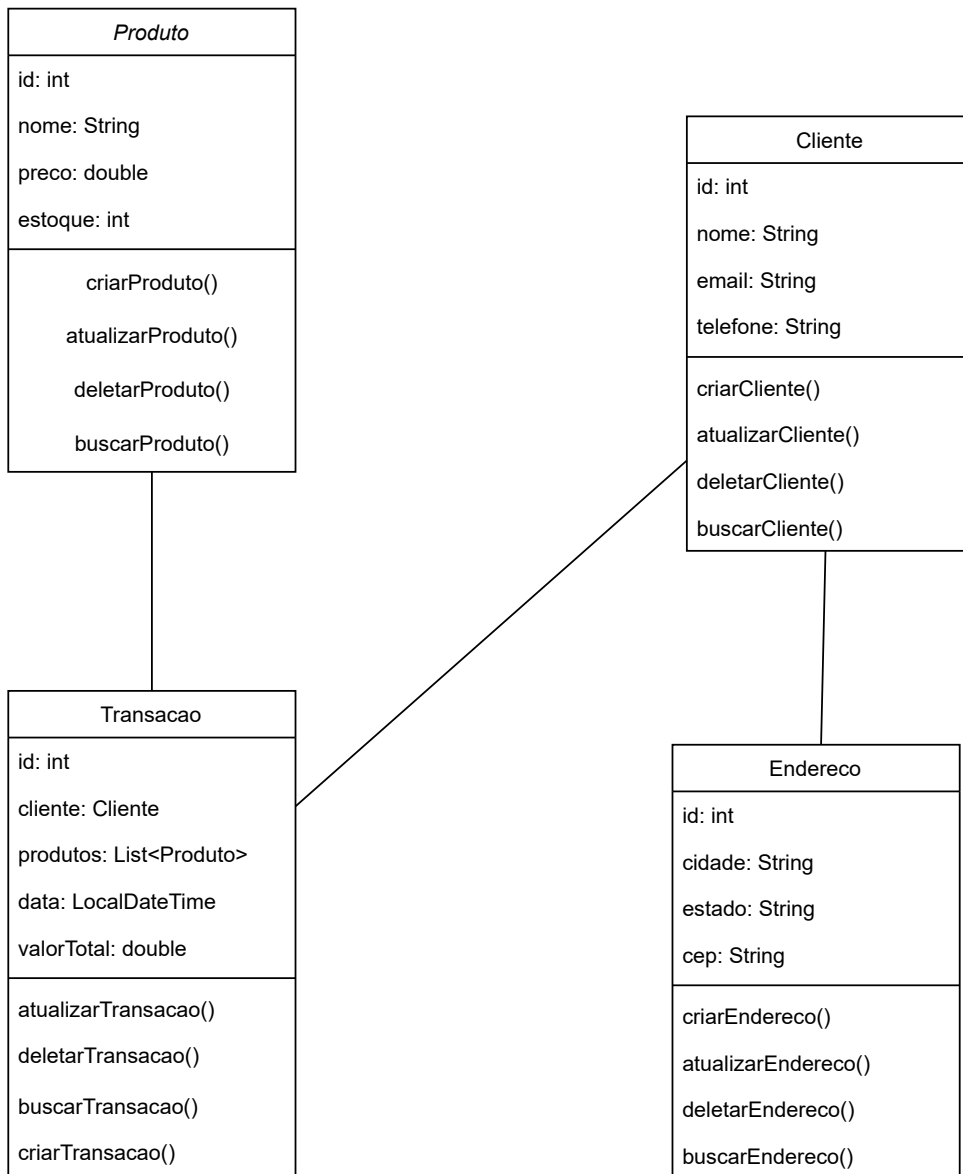 Produto
id: int
nome: String
preco: double
estoque: int
criarProduto()
atualizarProduto()
deletarProduto()
buscarProduto()
Cliente
id: int
nome: String
email: String
telefone: String
criarCliente()
atualizarCliente()
deletarCliente()
buscarCliente()
Transacao
id: int
cliente: Cliente
produtos: List<Produto>
data: LocalDateTime
valorTotal: double
atualizarTransacao()
deletarTransacao()
buscarTransacao()
criarTransacao()
Endereco
id: int
cidade: String
estado: String
cep: String
criarEndereco()
atualizarEndereco()
deletarEndereco()
buscarEndereco()